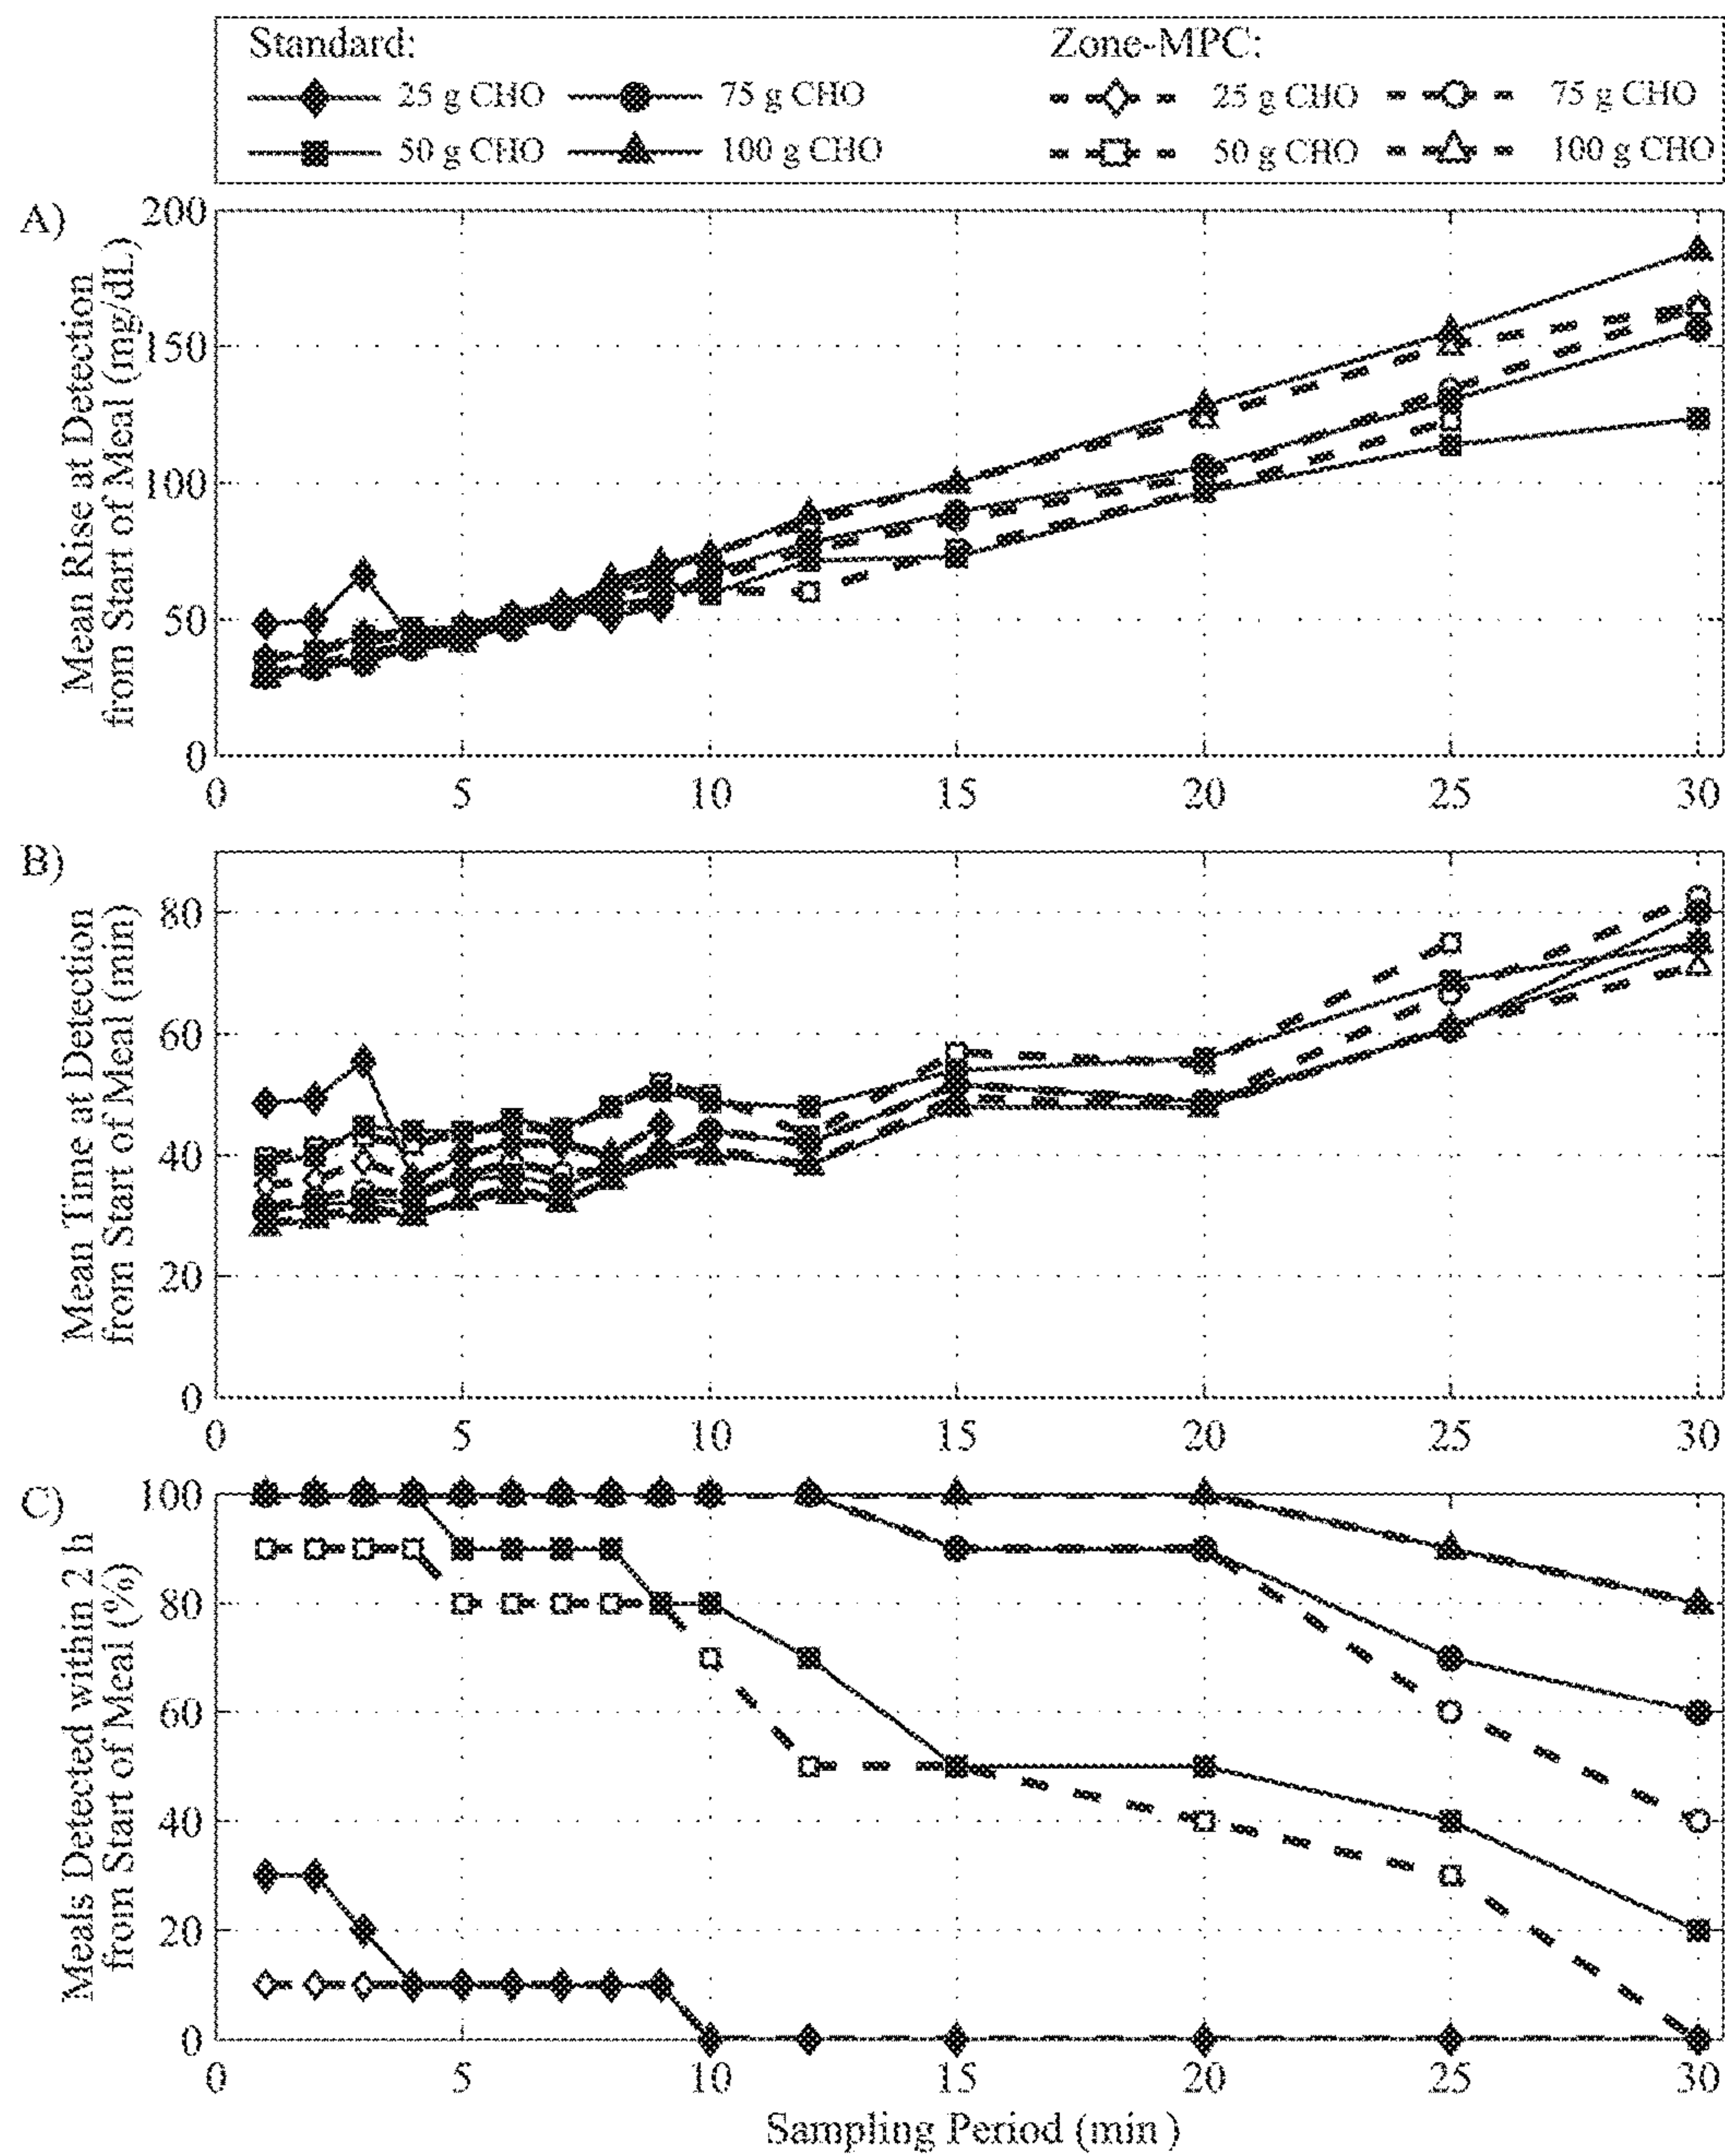 Standard: Zone-MPC:
25 g CHO 75 g CHO 25 g CHO 75 g CHO
50 g CHO 100 g CHO 50 g CHO 100 g CHO
A)
Mean Rise at Detection
from Start of Meal (mg/dL)
200
150
100
50
0
0 5 10 15 20 25 30
B)
Mean Time at Detection
from Start of Meal (min)
80
60
40
20
0
0 5 10 15 20 25 30
C)
Meals Detected within 2 h
from Start of Meal (%)
100
80
60
40
20
0
0 5 10 15 20 25 30
Sampling Period (min )